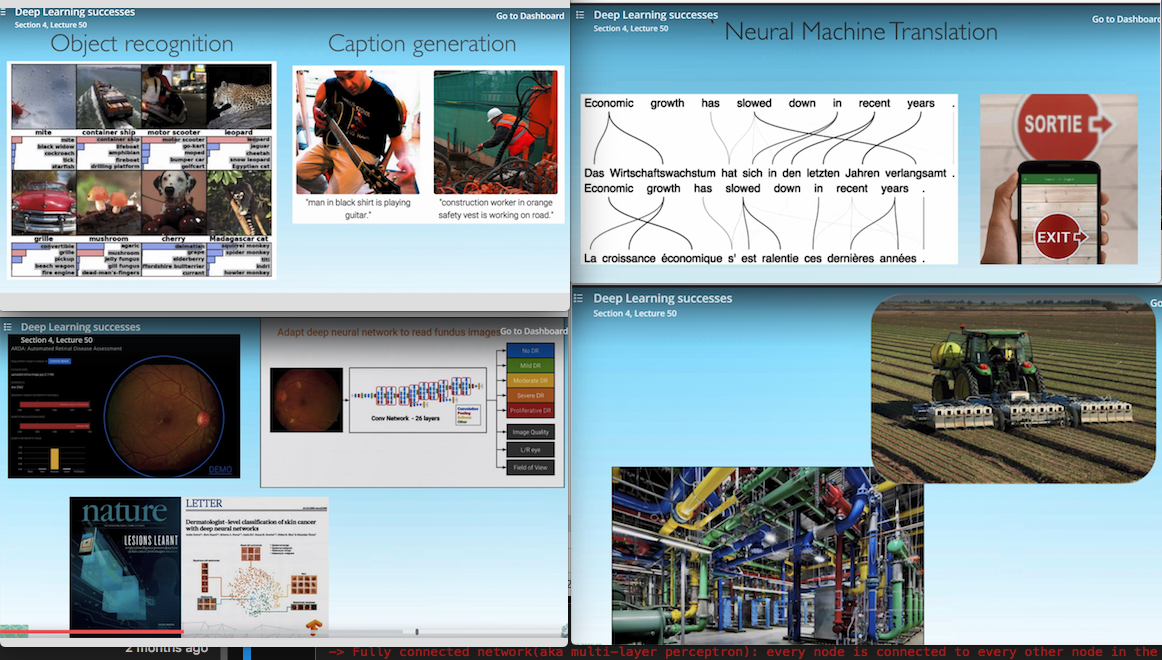 Deep Learning successes
Section 4, Lecture 50
Go to Dashboard
Object recognition
Caption generation
mite
container ship
motor scooter
leopard
mite
black widow
cockroach
tick
starfish
container ship
lifeboat
amphibian
fireboat
drilling platform
motor scooter
go-kart
moped
bumper car
golfcart
leopard
jaguar
cheetah
snow leopard
Egyptian cat
grille
mushroom
cherry
Madagascar cat
convertible
grille
pickup
beach wagon
fire engine
agaric
mushroom
jelly fungus
gill fungus
dead-man's-fingers
dalmatian
grape
elderberry
ffordshire bullterrier
currant
squirrel monkey
spider monkey
titi
indri
howler monkey
"man in black shirt is playing
guitar."
"construction worker in orange
safety vest is working on road."
Deep Learning successes
Section 4, Lecture 50
Go to Dashboard
Neural Machine Translation
Economic growth has slowed down in recent years .
Das Wirtschaftswachstum hat sich in den letzten Jahren verlangsamt .
Economic growth has slowed down in recent years .
La croissance économique s' est ralentie ces dernières années .
SORTIE
EXIT
Deep Learning successes
Section 4, Lecture 50
ARDA: Automated Retinal Disease Assessment
DEMO
Adapt deep neural network to read fundus images
Go to Dashboard
Conv Network - 26 layers
Convolution
Pooling
Softmax
Other
No DR
Mild DR
Moderate DR
Severe DR
Proliferative DR
Image Quality
L/R eye
Field of View
nature
LESIONS LEARNT
LETTER
Dermatologist-level classification of skin cancer
with deep neural networks
Deep Learning successes
Section 4, Lecture 50
Go
2 months ago
-> Fully connected network(aka multi-layer perceptron): every node is connected to every other node in the